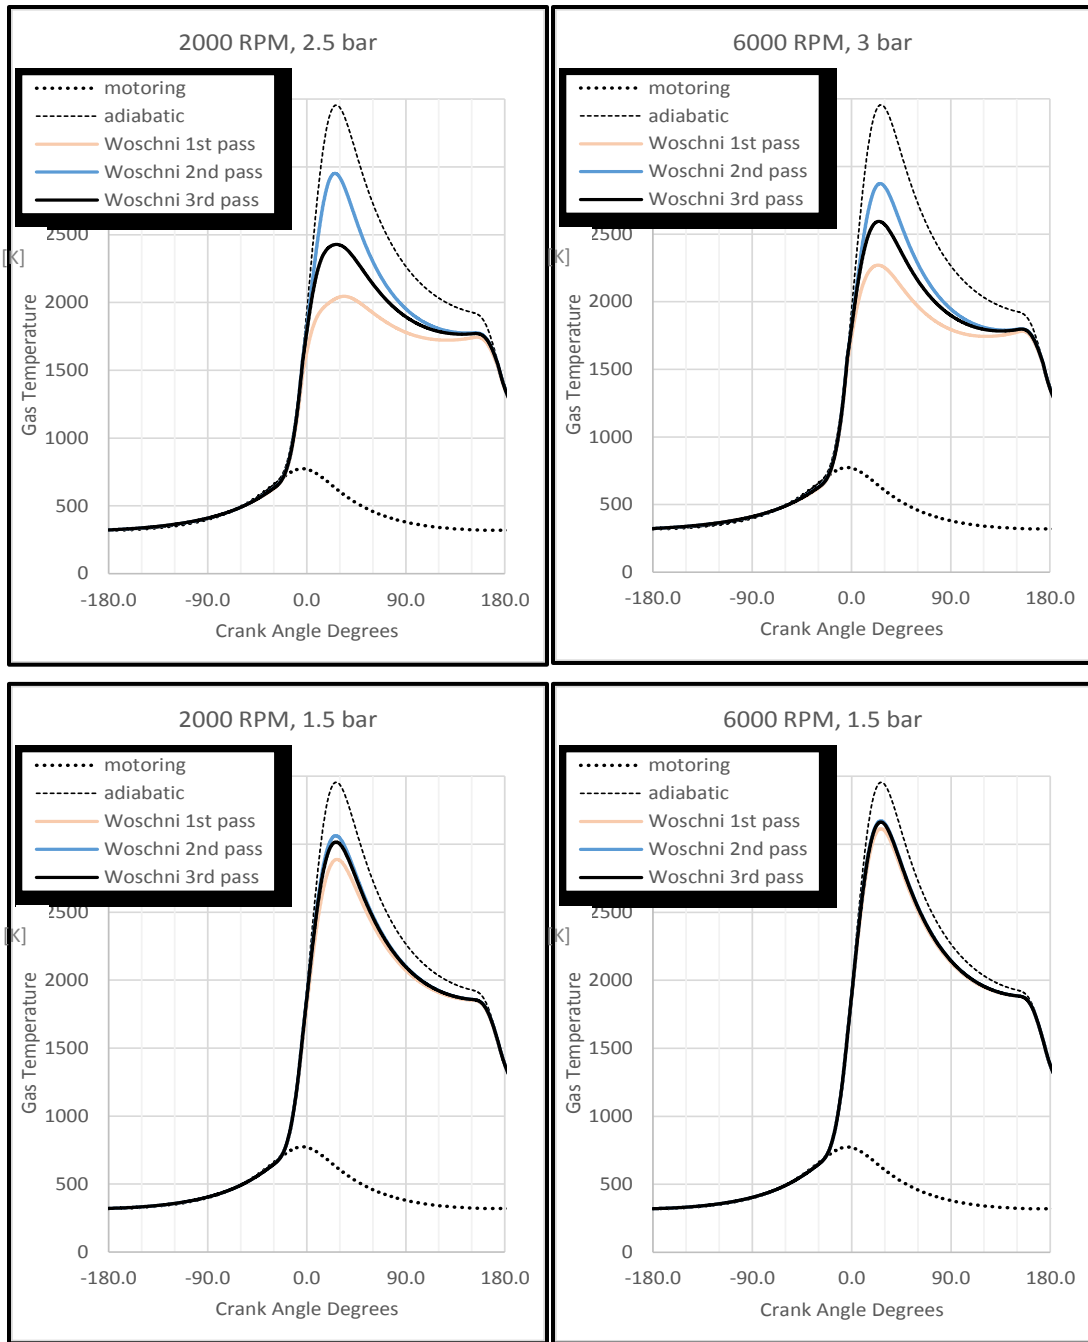 2000 RPM, 2.5 bar
motoring
adiabatic
Woschni 1st pass
Woschni 2nd pass
Woschni 3rd pass
2500
2000
1500
1000
500
0
[K]
Gas Temperature
-180.0 -90.0 0.0 90.0 180.0
Crank Angle Degrees
6000 RPM, 3 bar
motoring
adiabatic
Woschni 1st pass
Woschni 2nd pass
Woschni 3rd pass
2500
2000
1500
1000
500
0
[K]
Gas Temperature
-180.0 -90.0 0.0 90.0 180.0
Crank Angle Degrees
2000 RPM, 1.5 bar
motoring
adiabatic
Woschni 1st pass
Woschni 2nd pass
Woschni 3rd pass
2500
2000
1500
1000
500
0
[K]
Gas Temperature
-180.0 -90.0 0.0 90.0 180.0
Crank Angle Degrees
6000 RPM, 1.5 bar
motoring
adiabatic
Woschni 1st pass
Woschni 2nd pass
Woschni 3rd pass
2500
2000
1500
1000
500
0
[K]
Gas Temperature
-180.0 -90.0 0.0 90.0 180.0
Crank Angle Degrees